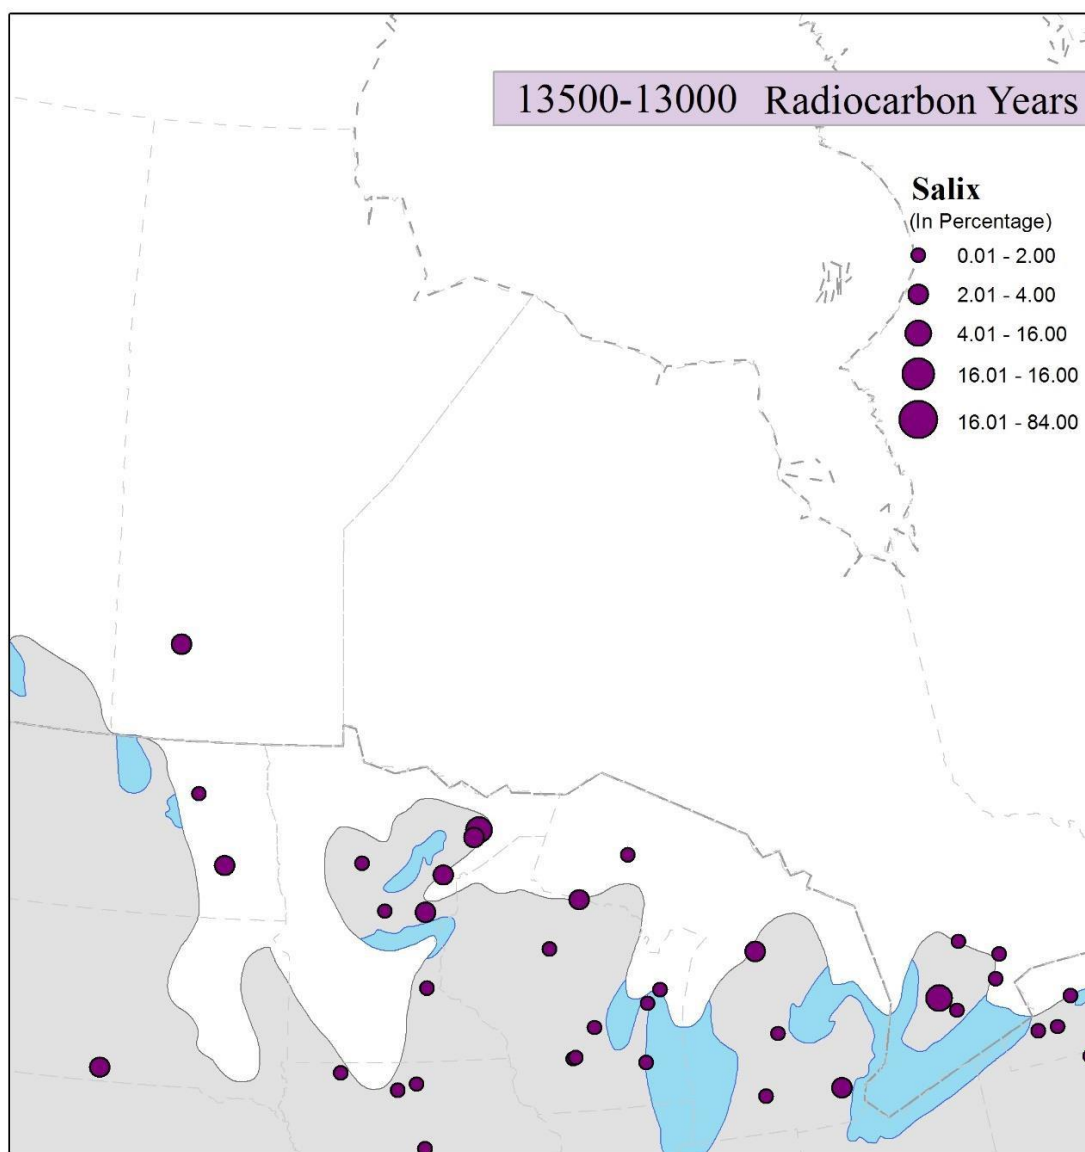 13500-13000 Radiocarbon Years
Salix
(In Percentage)
0.01 - 2.00
2.01 - 4.00
4.01 - 16.00
16.01 - 16.00
16.01 - 84.00